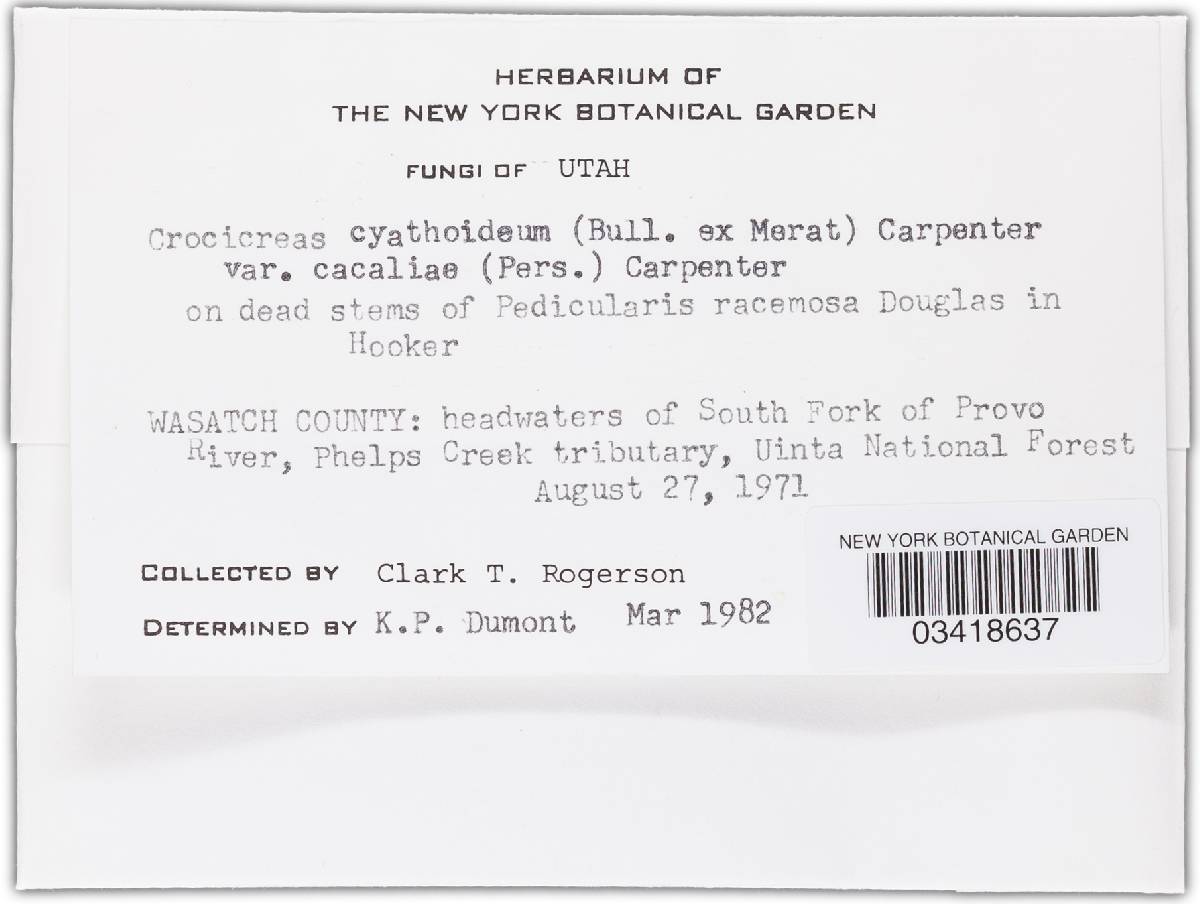 HERBARIUM OF
THE NEW YORK BOTANICAL GARDEN
FUNGI OF UTAH
Crocicreas cyathoideum (Bull. ex Merat) Carpenter
var. cacaliae (Pers.) Carpenter
on dead stems of Pedicularis racemosa Douglas in
Hooker
WASATCH COUNTY: headwaters of South Fork of Provo
River, Phelps Creek tributary, Uinta National Forest
August 27, 1971
NEW YORK BOTANICAL GARDEN
03418637
COLLECTED BY Clark T. Rogerson
DETERMINED BY K.P. Dumont Mar 1982